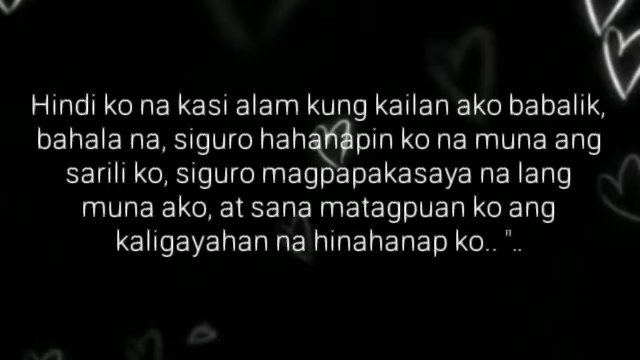 Hindi ko na kasi alam kung kailan ako babalik,
bahala na, siguro hahanapin ko na muna ang
sarili ko, siguro magpapakasaya na lang
muna ako, at sana matagpuan ko ang
kaligayahan na hinahanap ko.. "..